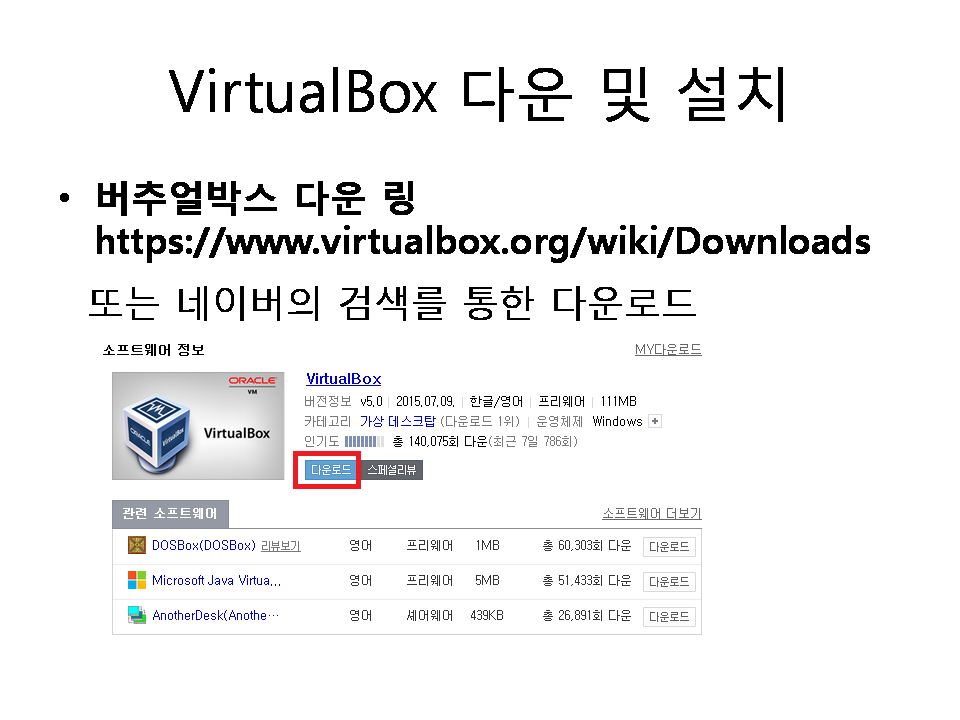 VirtualBox 다운 및 설치
• 버추얼박스 다운 링
https://www.virtualbox.org/wiki/Downloads
또는 네이버의 검색를 통한 다운로드
소프트웨어 정보 MY다운로드
ORACLE
VM
VirtualBox
VirtualBox
버전정보 v5.0 | 2015.07.09. | 한글/영어 | 프리웨어 | 111MB
카테고리 가상 데스크탑 (다운로드 1위) | 운영체제 Windows +
인기도 총 140,075회 다운(최근 7일 786회)
다운로드 스페셜리뷰
관련 소프트웨어 소프트웨어 더보기
DOSBox(DOSBox) 리뷰보기 영어 프리웨어 1MB 총 60,303회 다운 다운로드
Microsoft Java Virtua... 영어 프리웨어 5MB 총 51,433회 다운 다운로드
AnotherDesk(Anothe··· 영어 셰어웨어 439KB 총 26,891회 다운 다운로드